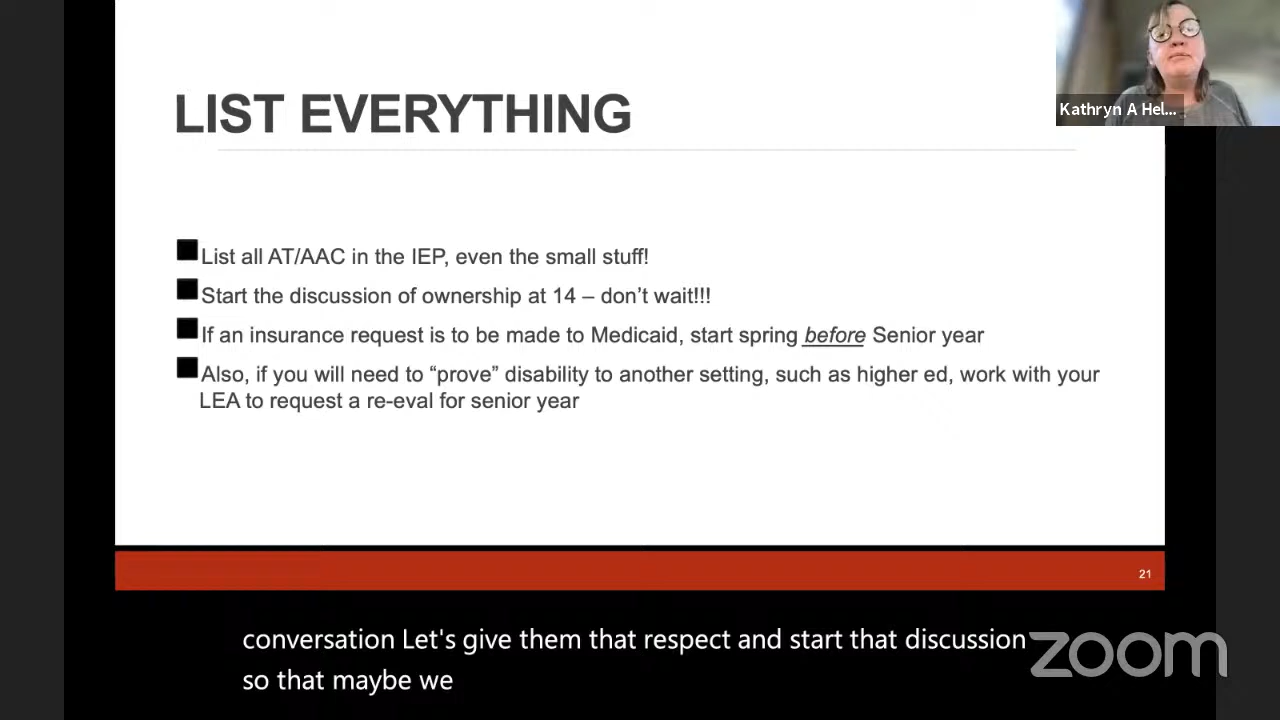 LIST EVERYTHING
Kathryn A Hel...
List all AT/AAC in the IEP, even the small stuff!
Start the discussion of ownership at 14 – don’t wait!!!
If an insurance request is to be made to Medicaid, start spring before Senior year
Also, if you will need to “prove” disability to another setting, such as higher ed, work with your
LEA to request a re-eval for senior year
21
conversation Let's give them that respect and start that discussion
so that maybe we
zoom